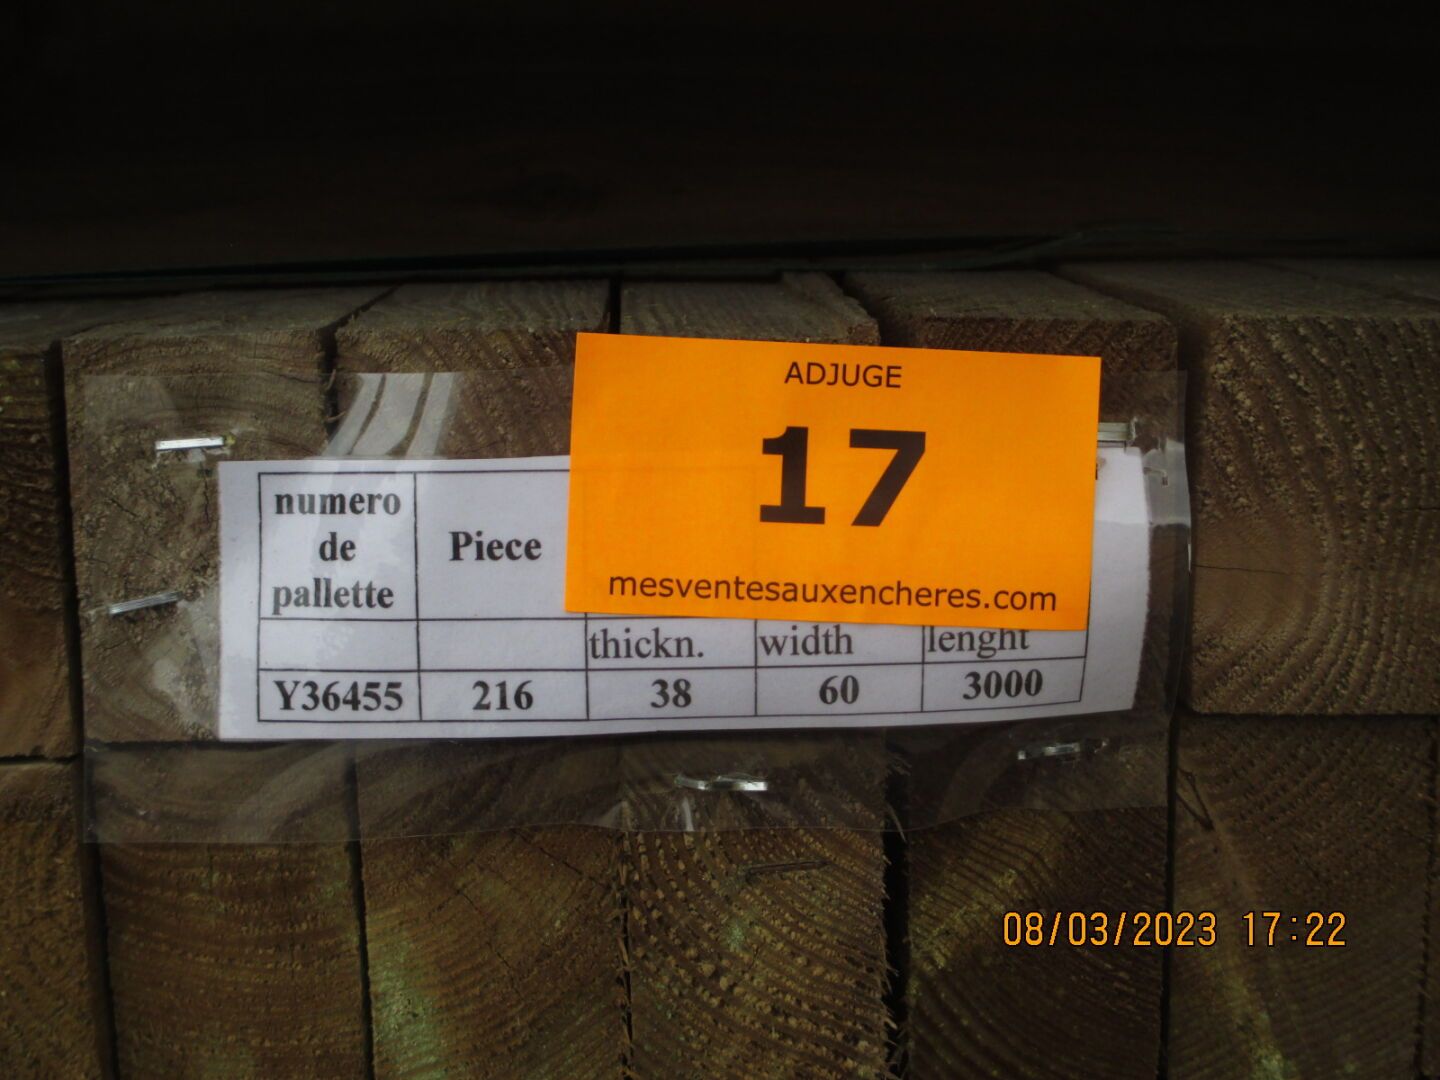 ADJUGE
17
mesventesauxencheres.com
numero
de
pallette
Piece
thickn. width lenght
Y36455 216 38 60 3000
08/03/2023 17:22